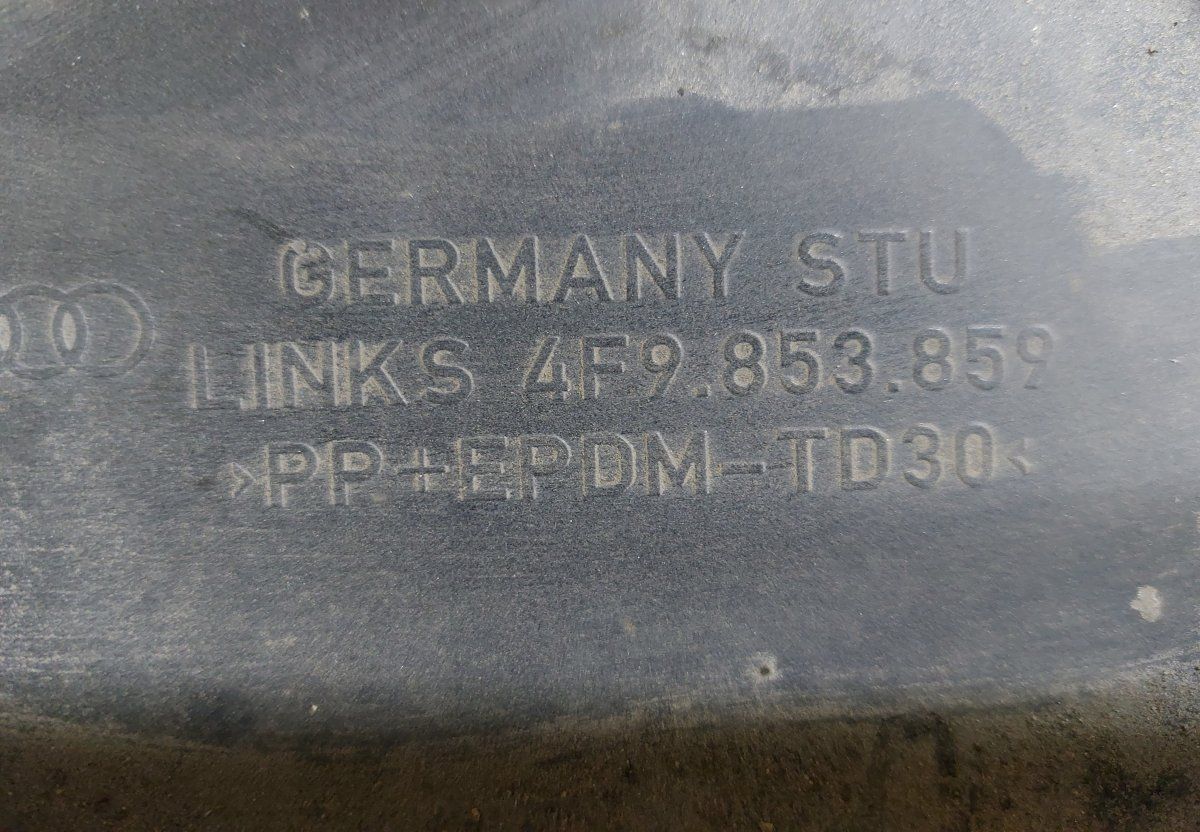 GERMANY STU
LINKS 4F9.853.859
>PP+EPDM-TD30<